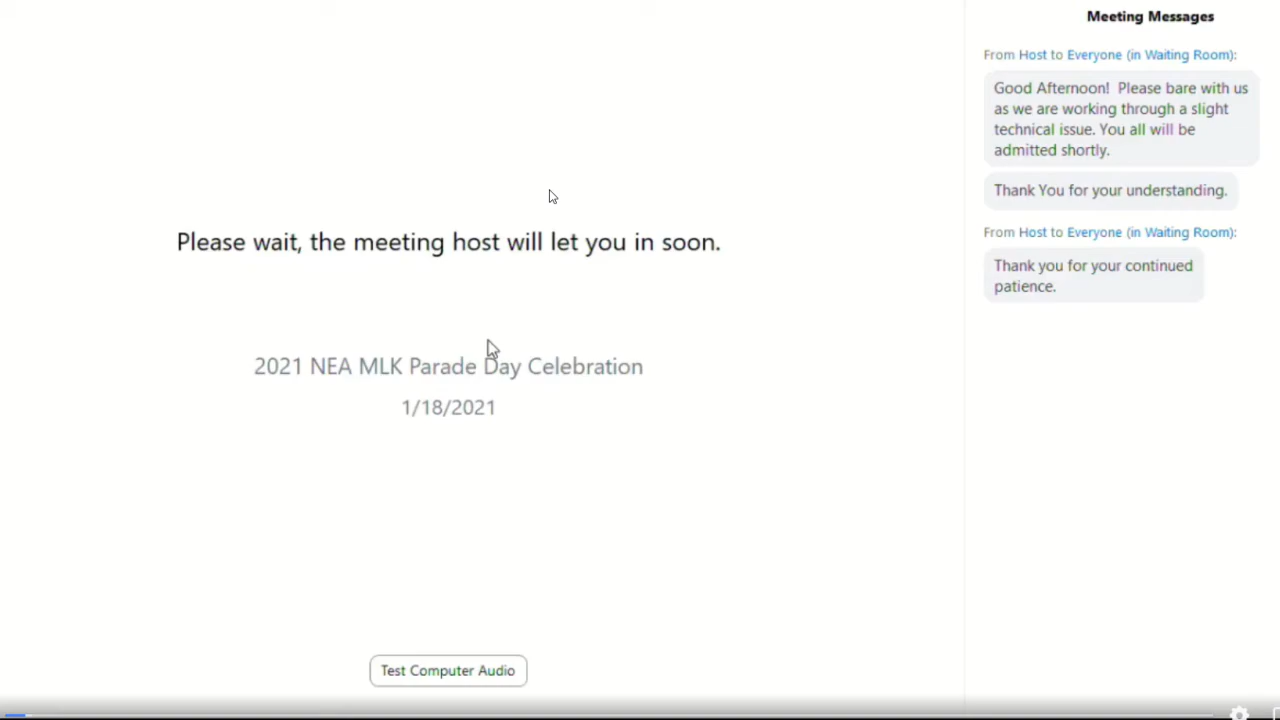 Meeting Messages
From Host to Everyone (in Waiting Room):
Good Afternoon! Please bare with us
as we are working through a slight
technical issue. You all will be
admitted shortly.
Thank You for your understanding.
From Host to Everyone (in Waiting Room):
Thank you for your continued
patience.
Please wait, the meeting host will let you in soon.
2021 NEA MLK Parade Day Celebration
1/18/2021
Test Computer Audio